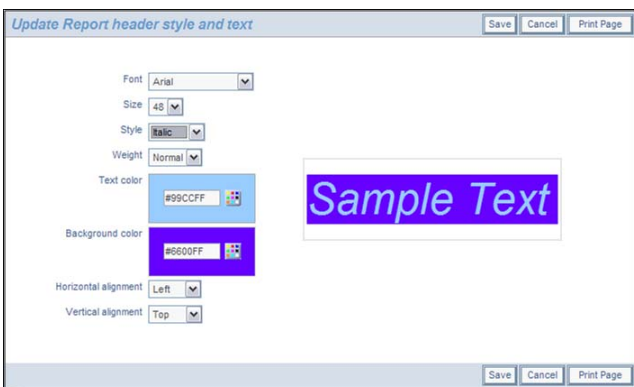 Update Report header style and text Save Cancel Print Page
Font Arial
Size 48
Style Italic
Weight Normal
Text color
#99CCFF
Background color
#6600FF
Sample Text
Horizontal alignment Left
Vertical alignment Top
Save Cancel Print Page